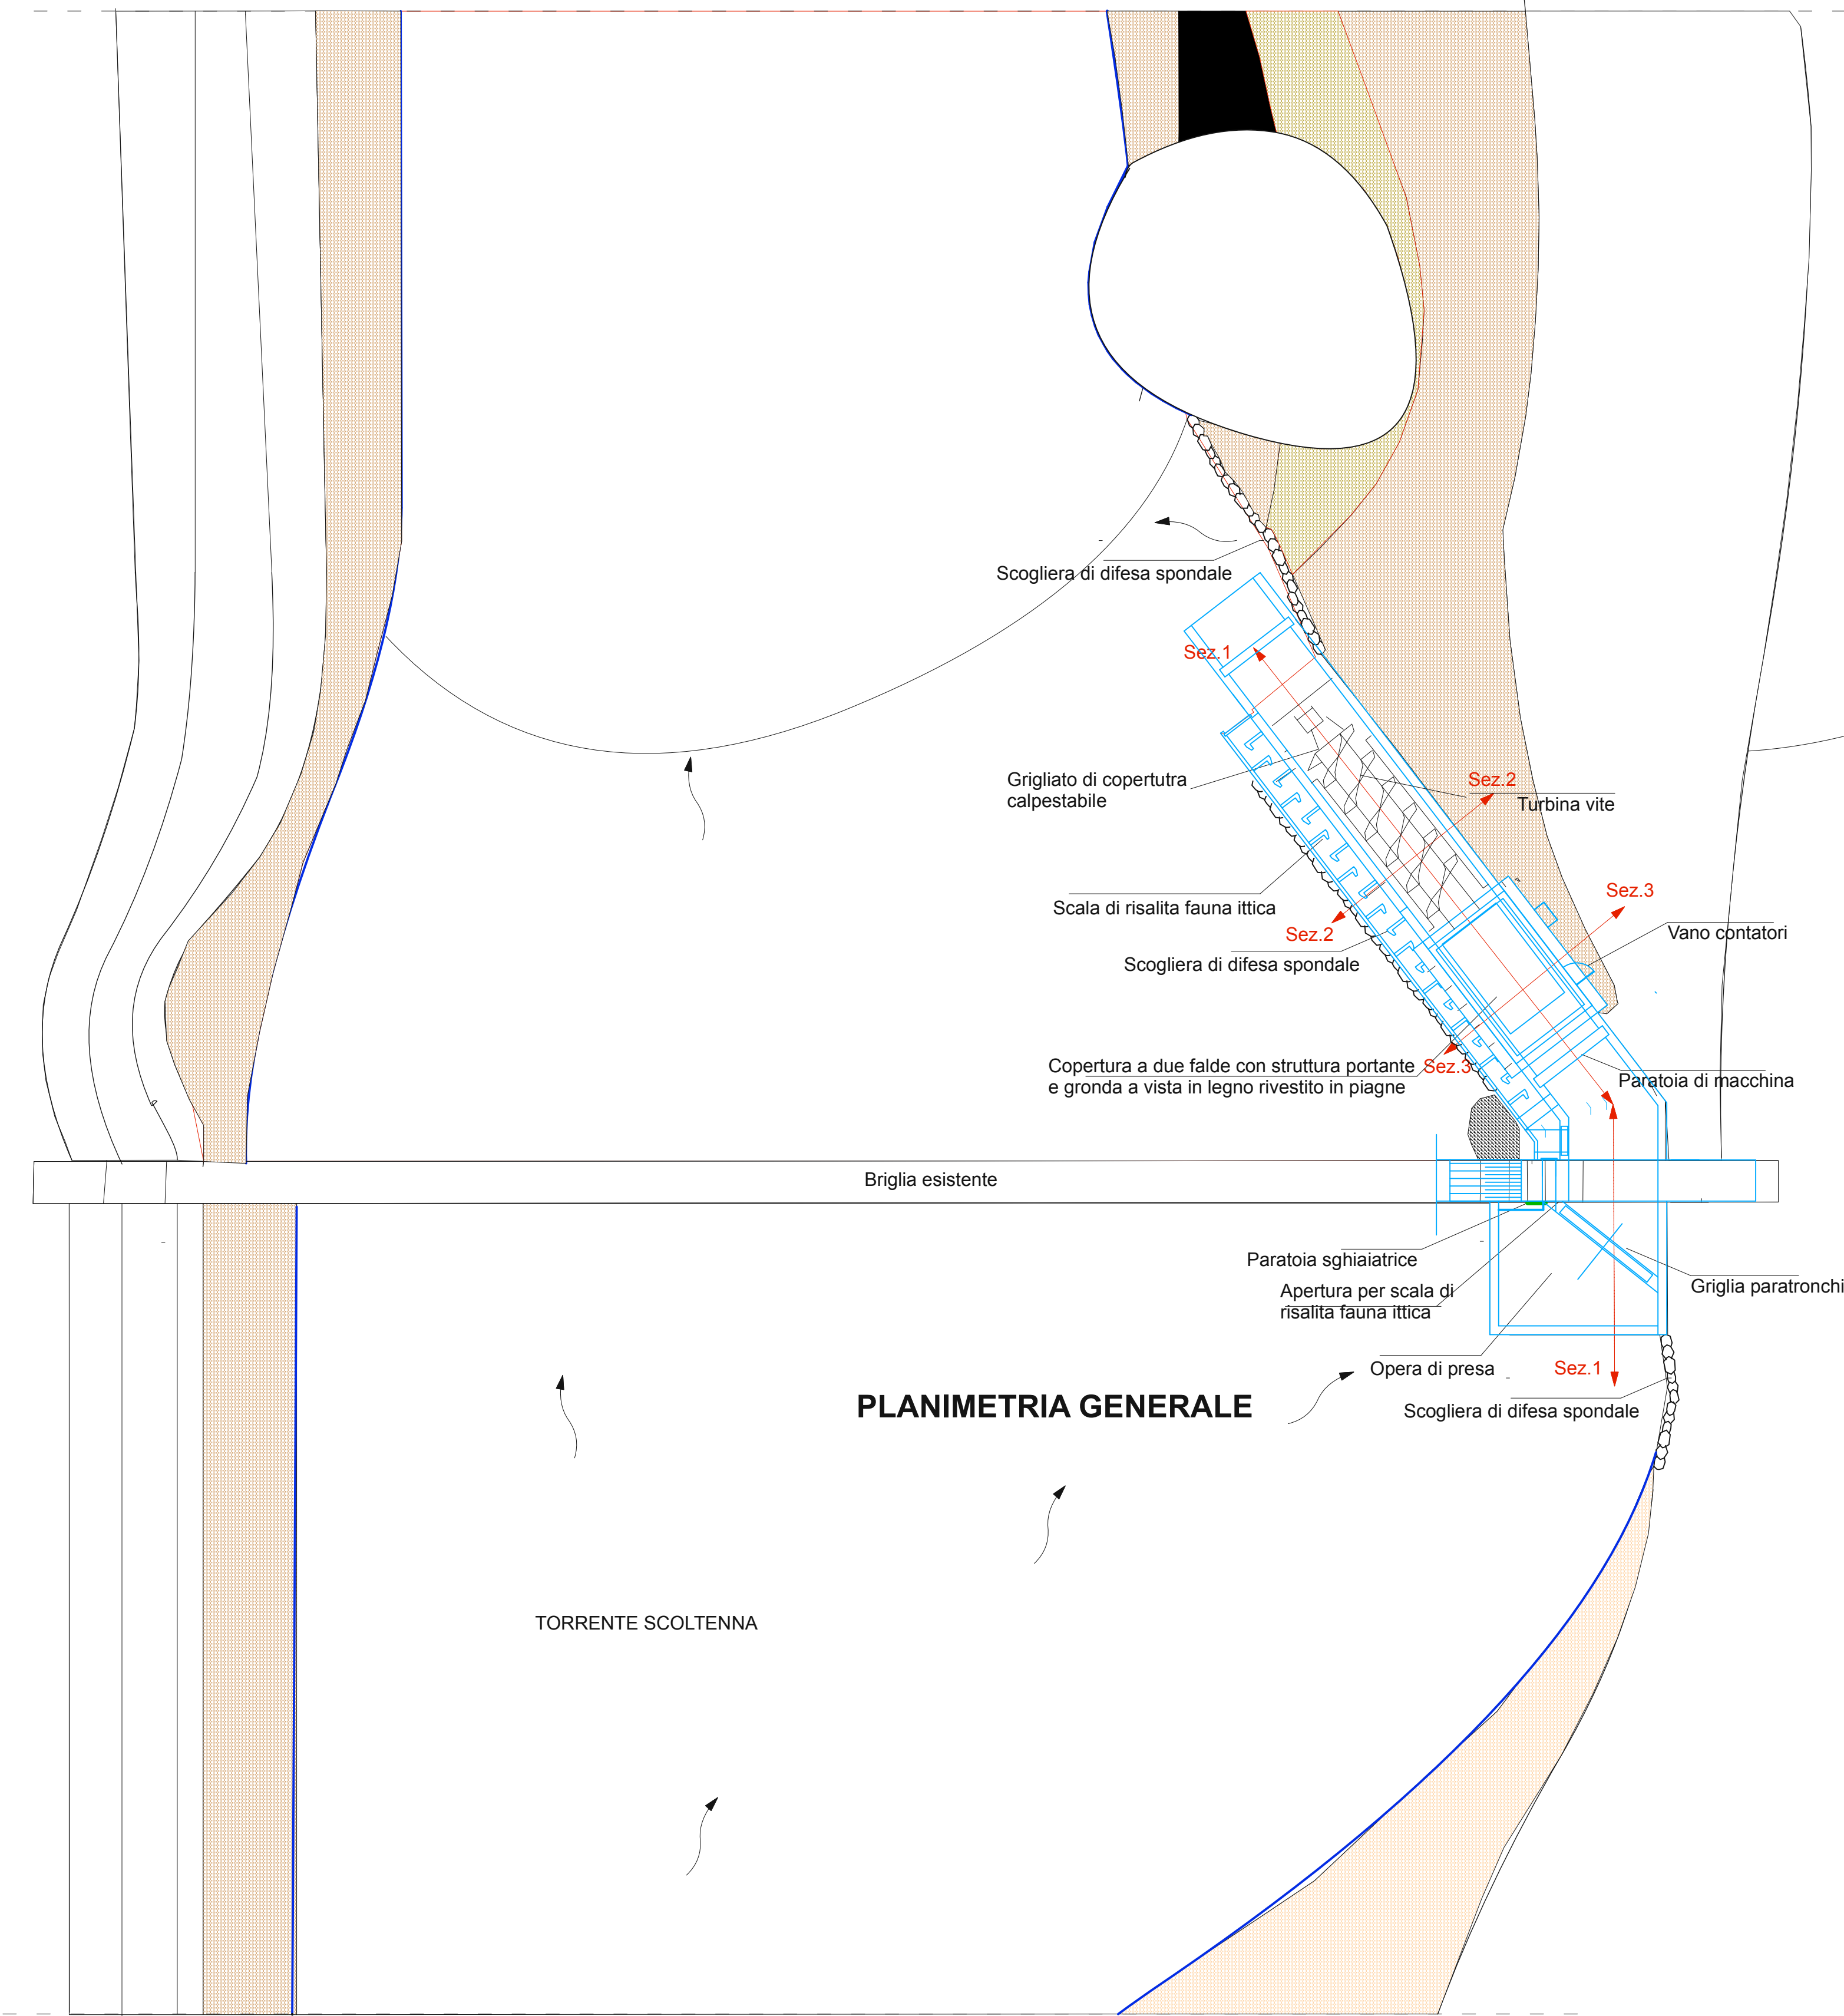 Scogliera di difesa spondale
Sez.1
Grigliato di copertutra
calpestabile
Sez.2
Turbina vite
Sez.3
Scala di risalita fauna ittica
Sez.2
Vano contatori
Scogliera di difesa spondale
Copertura a due falde con struttura portante
e gronda a vista in legno rivestito in piagne
Sez.3
Paratoia di macchina
Briglia esistente
Paratoia sghiaiatrice
Apertura per scala di
risalita fauna ittica
Griglia paratronchi
Opera di presa
Sez.1
PLANIMETRIA GENERALE
Scogliera di difesa spondale
TORRENTE SCOLTENNA